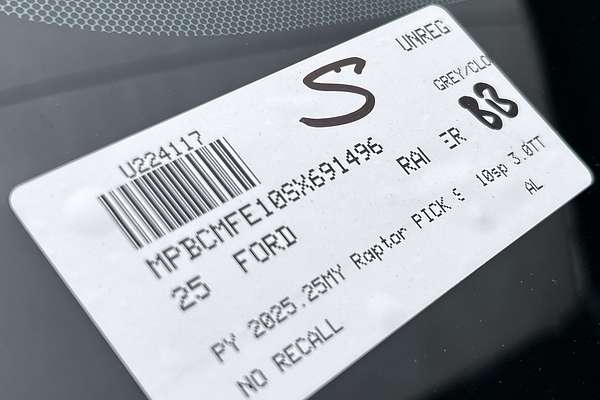 UNREG
S
GREY/CLO
U224117
BB
MPBCMFE10SX691496
25 FORD RAN ER
PY 2025.25MY Raptor PICK S 10sp 3.0TT
NO RECALL AL